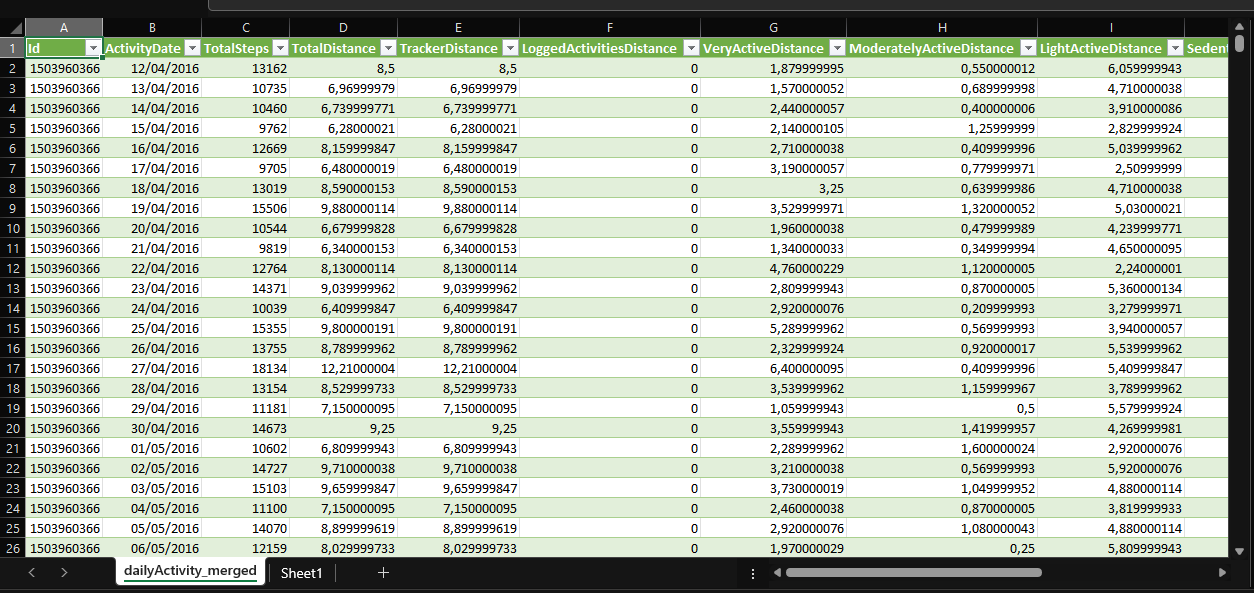 A B C D E F G H I
1 Id ActivityDate TotalSteps TotalDistance TrackerDistance LoggedActivitiesDistance VeryActiveDistance ModeratelyActiveDistance LightActiveDistance Sedent
2 1503960366 12/04/2016 13162 8,5 8,5 0 1,879999995 0,550000012 6,059999943
3 1503960366 13/04/2016 10735 6,96999979 6,96999979 0 1,570000052 0,689999998 4,710000038
4 1503960366 14/04/2016 10460 6,739999771 6,739999771 0 2,440000057 0,400000006 3,910000086
5 1503960366 15/04/2016 9762 6,28000021 6,28000021 0 2,140000105 1,25999999 2,829999924
6 1503960366 16/04/2016 12669 8,159999847 8,159999847 0 2,710000038 0,409999996 5,039999962
7 1503960366 17/04/2016 9705 6,480000019 6,480000019 0 3,190000057 0,779999971 2,50999999
8 1503960366 18/04/2016 13019 8,590000153 8,590000153 0 3,25 0,639999986 4,710000038
9 1503960366 19/04/2016 15506 9,880000114 9,880000114 0 3,529999971 1,320000052 5,03000021
10 1503960366 20/04/2016 10544 6,679999828 6,679999828 0 1,960000038 0,479999989 4,239999771
11 1503960366 21/04/2016 9819 6,340000153 6,340000153 0 1,340000033 0,349999994 4,650000095
12 1503960366 22/04/2016 12764 8,130000114 8,130000114 0 4,760000229 1,120000005 2,24000001
13 1503960366 23/04/2016 14371 9,039999962 9,039999962 0 2,809999943 0,870000005 5,360000134
14 1503960366 24/04/2016 10039 6,409999847 6,409999847 0 2,920000076 0,209999993 3,279999971
15 1503960366 25/04/2016 15355 9,800000191 9,800000191 0 5,289999962 0,569999993 3,940000057
16 1503960366 26/04/2016 13755 8,789999962 8,789999962 0 2,329999924 0,920000017 5,539999962
17 1503960366 27/04/2016 18134 12,21000004 12,21000004 0 6,400000095 0,409999996 5,409999847
18 1503960366 28/04/2016 13154 8,529999733 8,529999733 0 3,539999962 1,159999967 3,789999962
19 1503960366 29/04/2016 11181 7,150000095 7,150000095 0 1,059999943 0,5 5,579999924
20 1503960366 30/04/2016 14673 9,25 9,25 0 3,559999943 1,419999957 4,269999981
21 1503960366 01/05/2016 10602 6,809999943 6,809999943 0 2,289999962 1,600000024 2,920000076
22 1503960366 02/05/2016 14727 9,710000038 9,710000038 0 3,210000038 0,569999993 5,920000076
23 1503960366 03/05/2016 15103 9,659999847 9,659999847 0 3,730000019 1,049999952 4,880000114
24 1503960366 04/05/2016 11100 7,150000095 7,150000095 0 2,460000038 0,870000005 3,819999933
25 1503960366 05/05/2016 14070 8,899999619 8,899999619 0 2,920000076 1,080000043 4,880000114
26 1503960366 06/05/2016 12159 8,029999733 8,029999733 0 1,970000029 0,25 5,809999943
dailyActivity_merged Sheet1